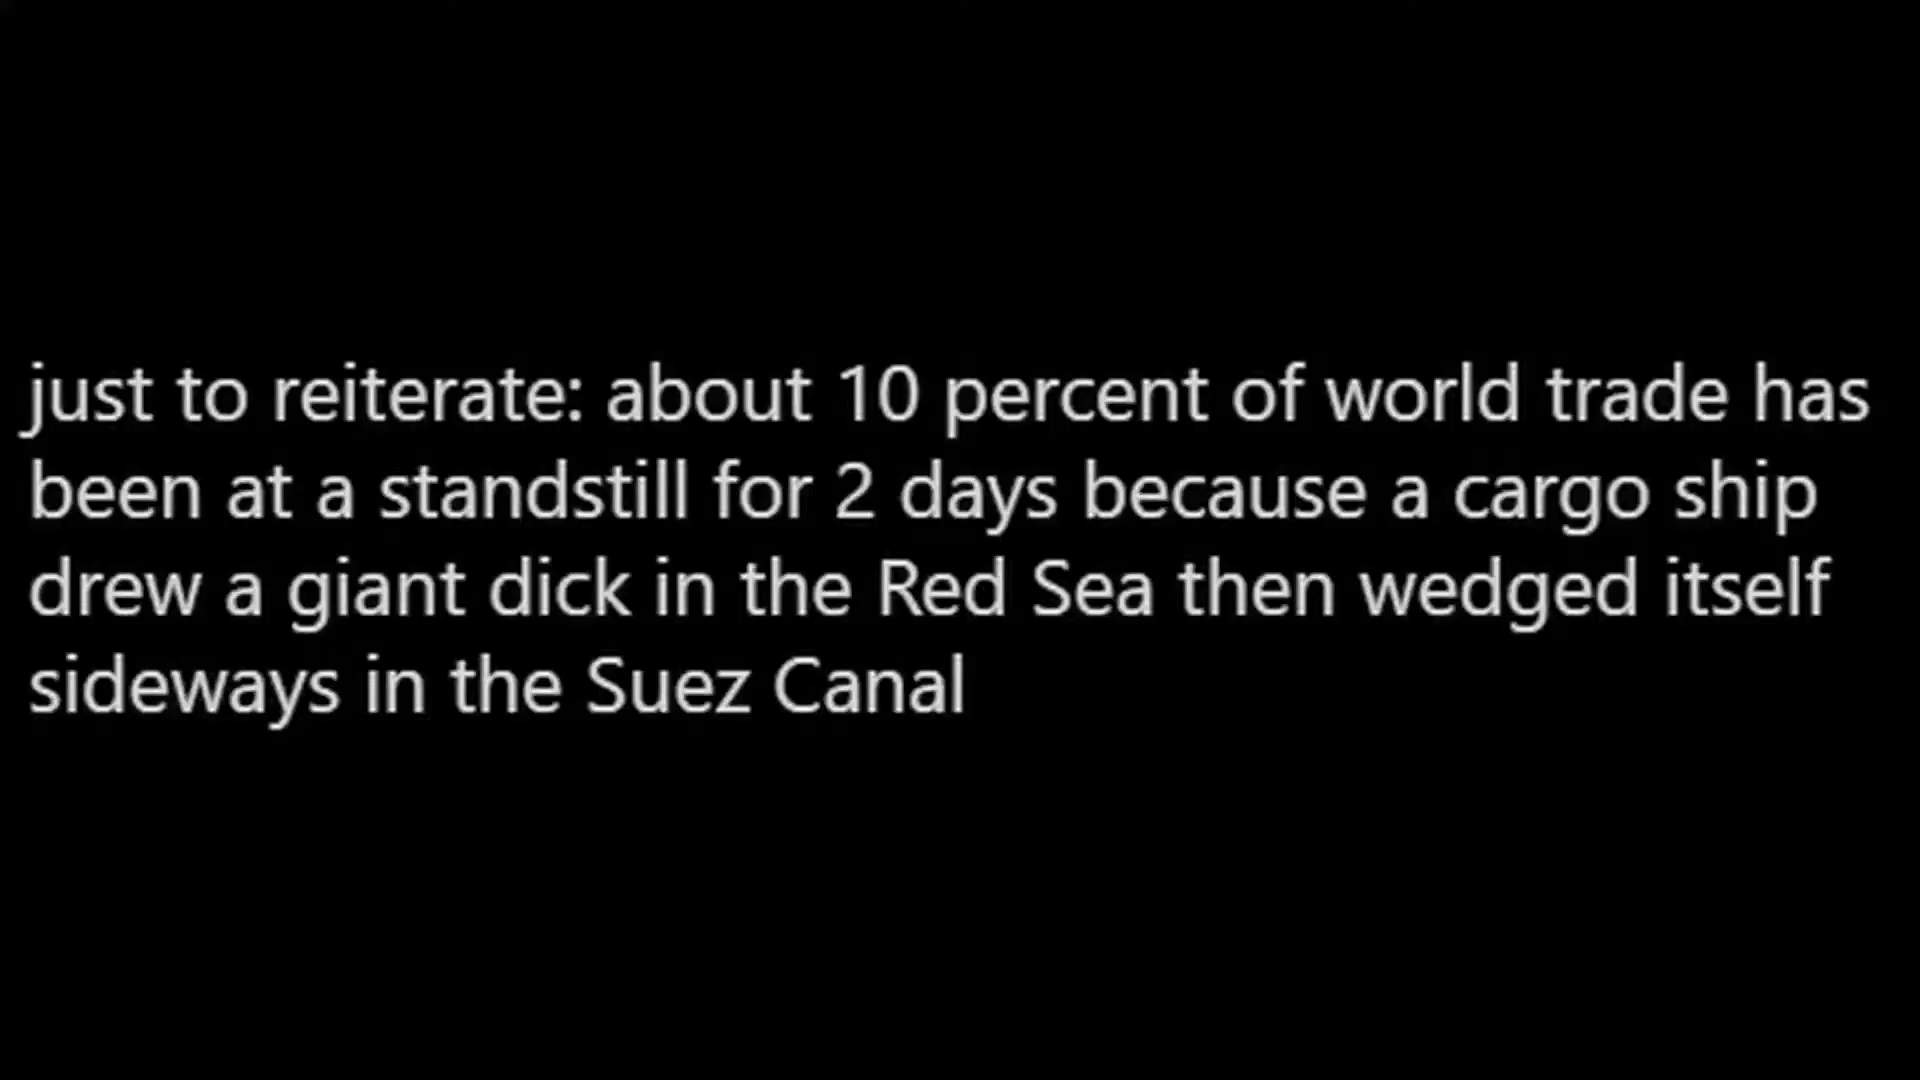 just to reiterate: about 10 percent of world trade has
been at a standstill for 2 days because a cargo ship
drew a giant dick in the Red Sea then wedged itself
sideways in the Suez Canal